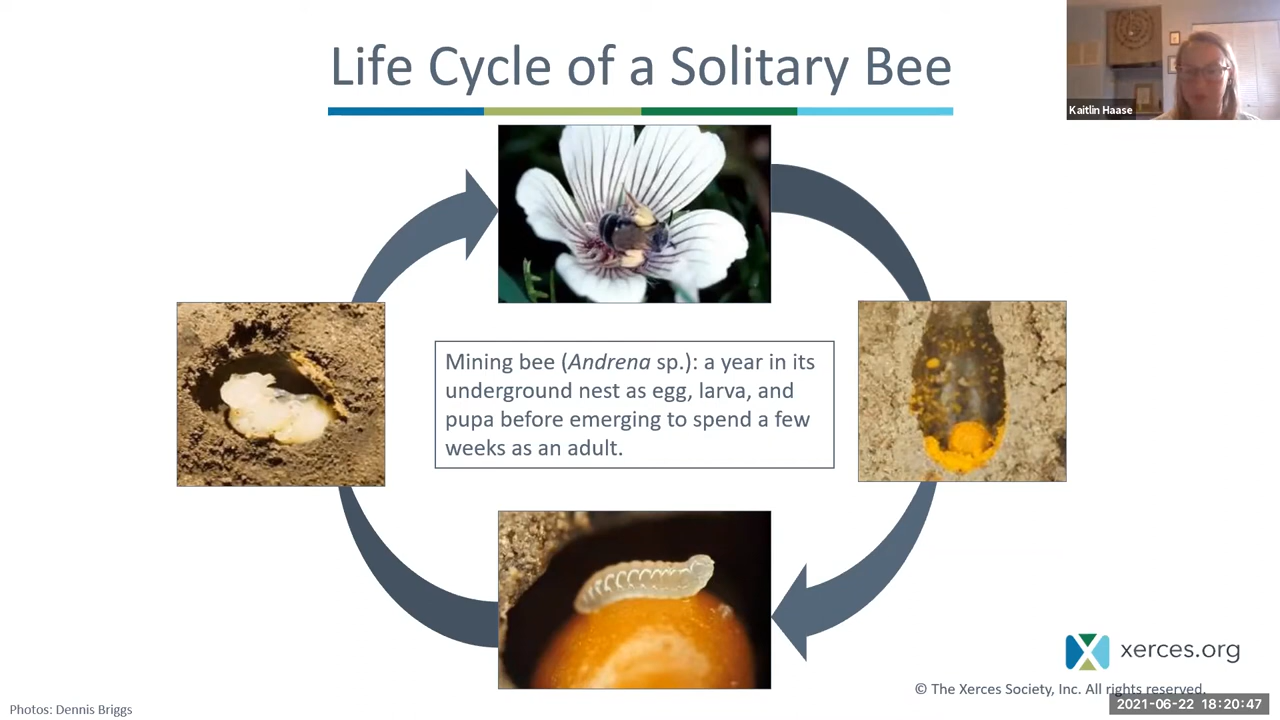 Life Cycle of a Solitary Bee
Kaitlin Haase
Mining bee (Andrena sp.): a year in its
underground nest as egg, larva, and
pupa before emerging to spend a few
weeks as an adult.
xerces.org
© The Xerces Society, Inc. All rights reserved.
2021-06-22 18:20:47
Photos: Dennis Briggs